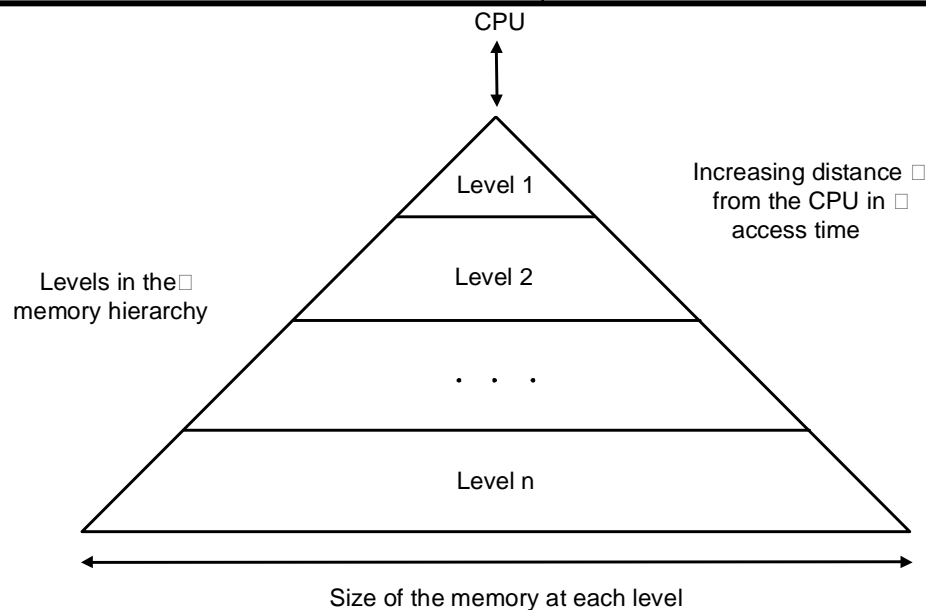 CPU
Level 1
Increasing distance
from the CPU in
access time
Level 2
Levels in the
memory hierarchy
. . .
Level n
Size of the memory at each level